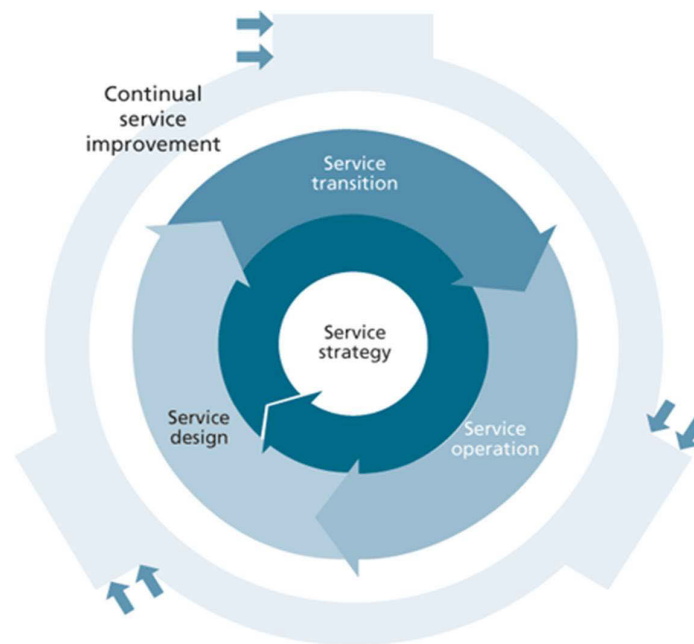 Continual
service
improvement
Service
transition
Service
strategy
Service
design
Service
operation